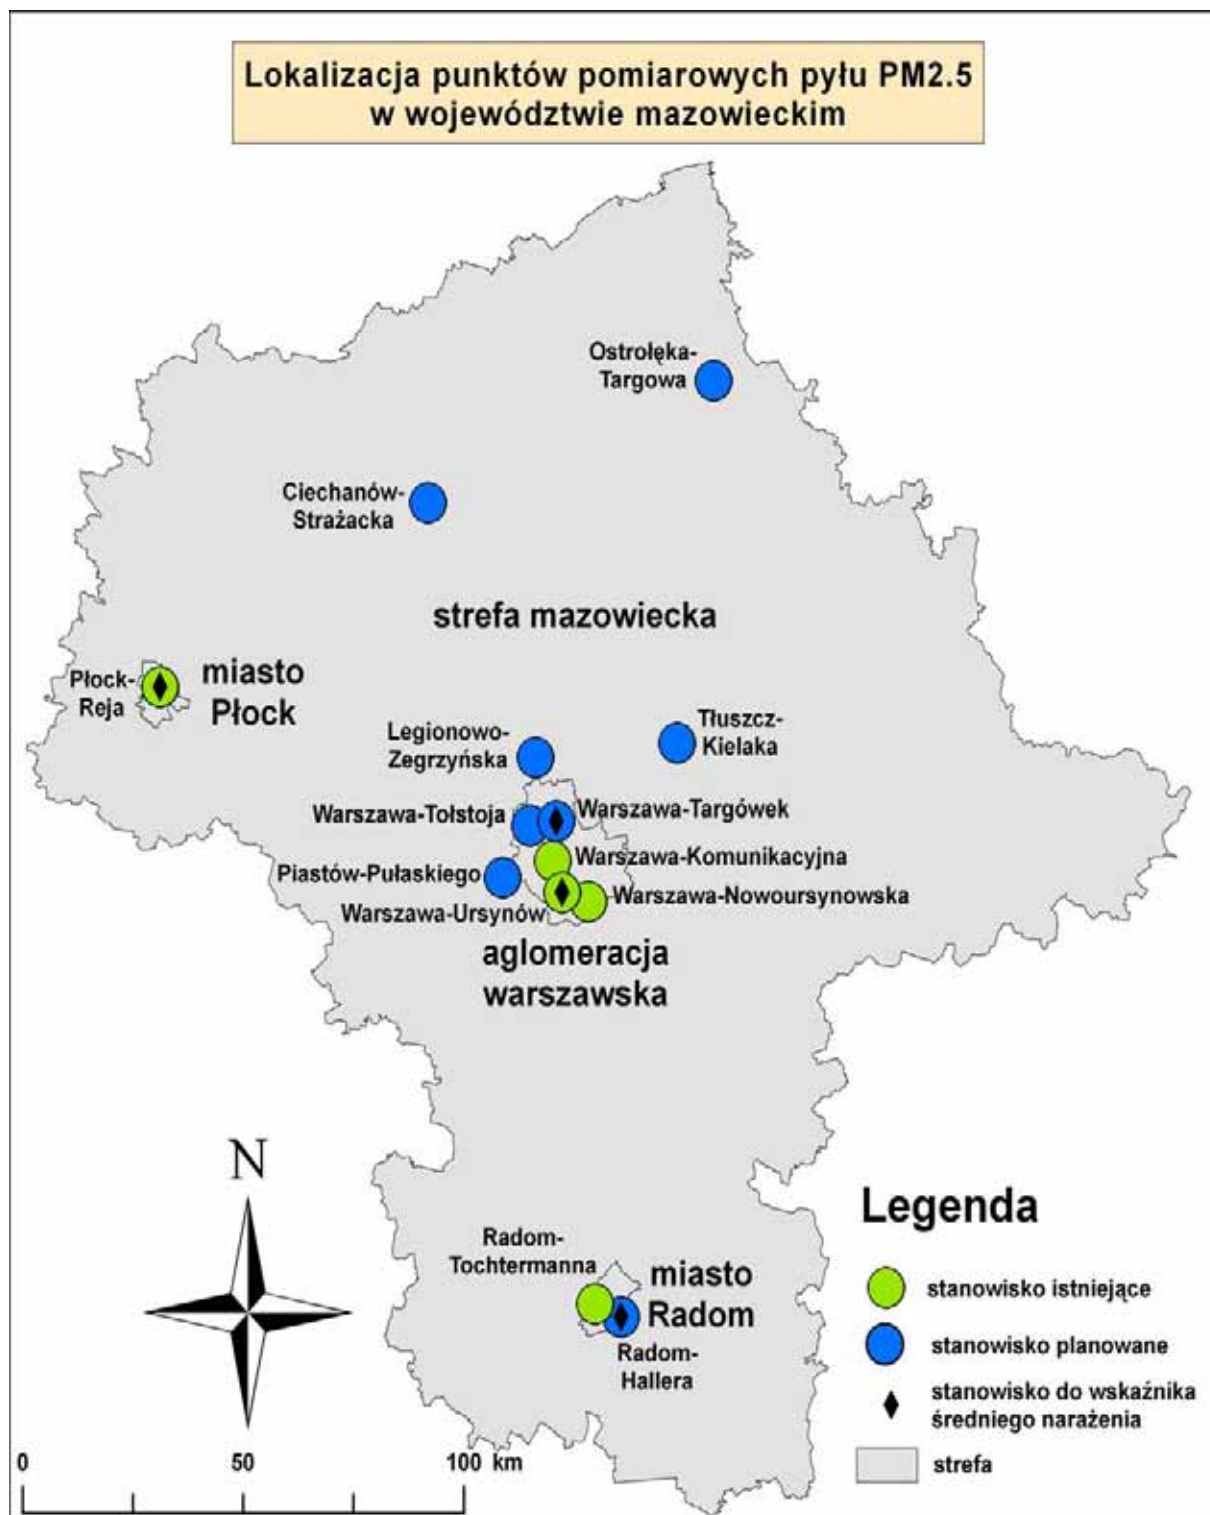 Lokalizacja punktów pomiarowych pyłu PM2.5
w województwie mazowieckim
Ostrołęka-
Targowa
Ciechanów-
Strażacka
strefa mazowiecka
Płock-
Reja
miasto
Płock
Legionowo-
Zegrzyńska
Tłuszcz-
Kielaka
Warszawa-Tołstoja
Warszawa-Targówek
Warszawa-Komunikacyjna
Piastów-Pułaskiego
Warszawa-Nowoursynowska
Warszawa-Ursynów
aglomeracja
warszawska
N
Radom-
Tochtermanna
miasto
Radom
Radom-
Hallera
Legenda
stanowisko istniejące
stanowisko planowane
stanowisko do wskaźnika
średniego narażenia
strefa
0 50 100 km